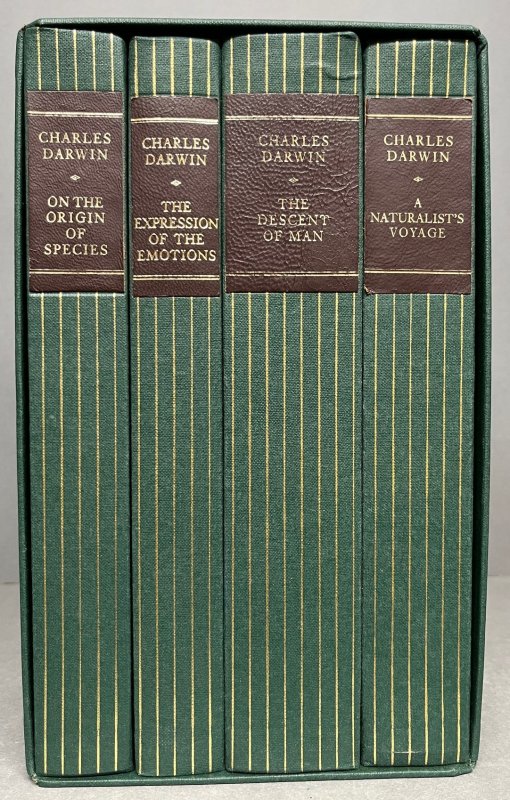 CHARLES
DARWIN
ON THE
ORIGIN
OF
SPECIES
CHARLES
DARWIN
THE
EXPRESSION
OF THE
EMOTIONS
CHARLES
DARWIN
THE
DESCENT
OF MAN
CHARLES
DARWIN
A
NATURALIST'S
VOYAGE